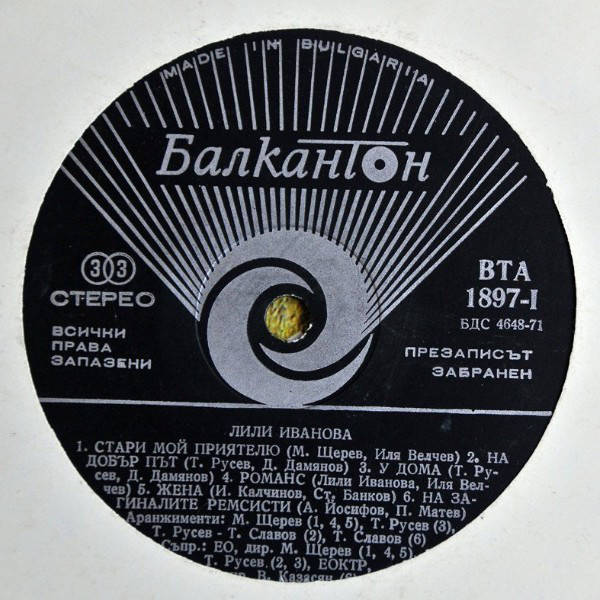 MADE IN BULGARIA
Балкантон
33
СТЕРЕО
ВСИЧКИ
ПРАВА
ЗАПАЗЕНИ
ВТА
1897-I
БДС 4648-71
ПРЕЗАПИСЪТ
ЗАБРАНЕН
ЛИЛИ ИВАНОВА
1. СТАРИ МОЙ ПРИЯТЕЛЮ (М. Щерев, Иля Велчев) 2. НА
ДОБЪР ПЪТ (Т. Русев, Д. Дамянов) 3. У ДОМА (Т. Ру-
сев, Д. Дамянов) 4. РОМАНС (Лили Иванова, Иля Вел-
чев) 5. ЖЕНА (И. Калчинов, Ст. Банков) 6. НА ЗА-
ГИНАЛИТЕ РЕМСИСТИ (А. Йосифов, П. Матев)
Аранжименти: М. Щерев (1, 4, 5), Т. Русев (3),
Т. Русев - Т. Славов (2), Т. Славов (6)
Съпр.: ЕО, дир. М. Щерев (1, 4, 5)
Т. Русев (2, 3), ЕОКТР,
В. Казасян (6)